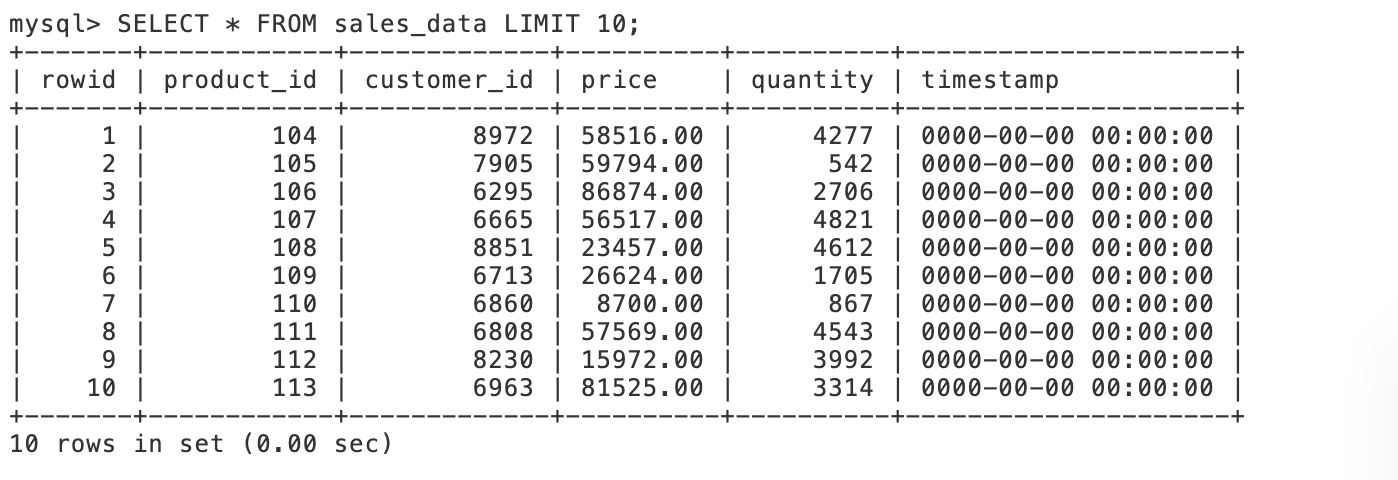 mysql> SELECT * FROM sales_data LIMIT 10;
+-------+------------+-------------+----------+----------+---------------------+
| rowid | product_id | customer_id | price    | quantity | timestamp           |
+-------+------------+-------------+----------+----------+---------------------+
|     1 |        104 |        8972 | 58516.00 |     4277 | 0000-00-00 00:00:00 |
|     2 |        105 |        7905 | 59794.00 |      542 | 0000-00-00 00:00:00 |
|     3 |        106 |        6295 | 86874.00 |     2706 | 0000-00-00 00:00:00 |
|     4 |        107 |        6665 | 56517.00 |     4821 | 0000-00-00 00:00:00 |
|     5 |        108 |        8851 | 23457.00 |     4612 | 0000-00-00 00:00:00 |
|     6 |        109 |        6713 | 26624.00 |     1705 | 0000-00-00 00:00:00 |
|     7 |        110 |        6860 |  8700.00 |      867 | 0000-00-00 00:00:00 |
|     8 |        111 |        6808 | 57569.00 |     4543 | 0000-00-00 00:00:00 |
|     9 |        112 |        8230 | 15972.00 |     3992 | 0000-00-00 00:00:00 |
|    10 |        113 |        6963 | 81525.00 |     3314 | 0000-00-00 00:00:00 |
+-------+------------+-------------+----------+----------+---------------------+
10 rows in set (0.00 sec)